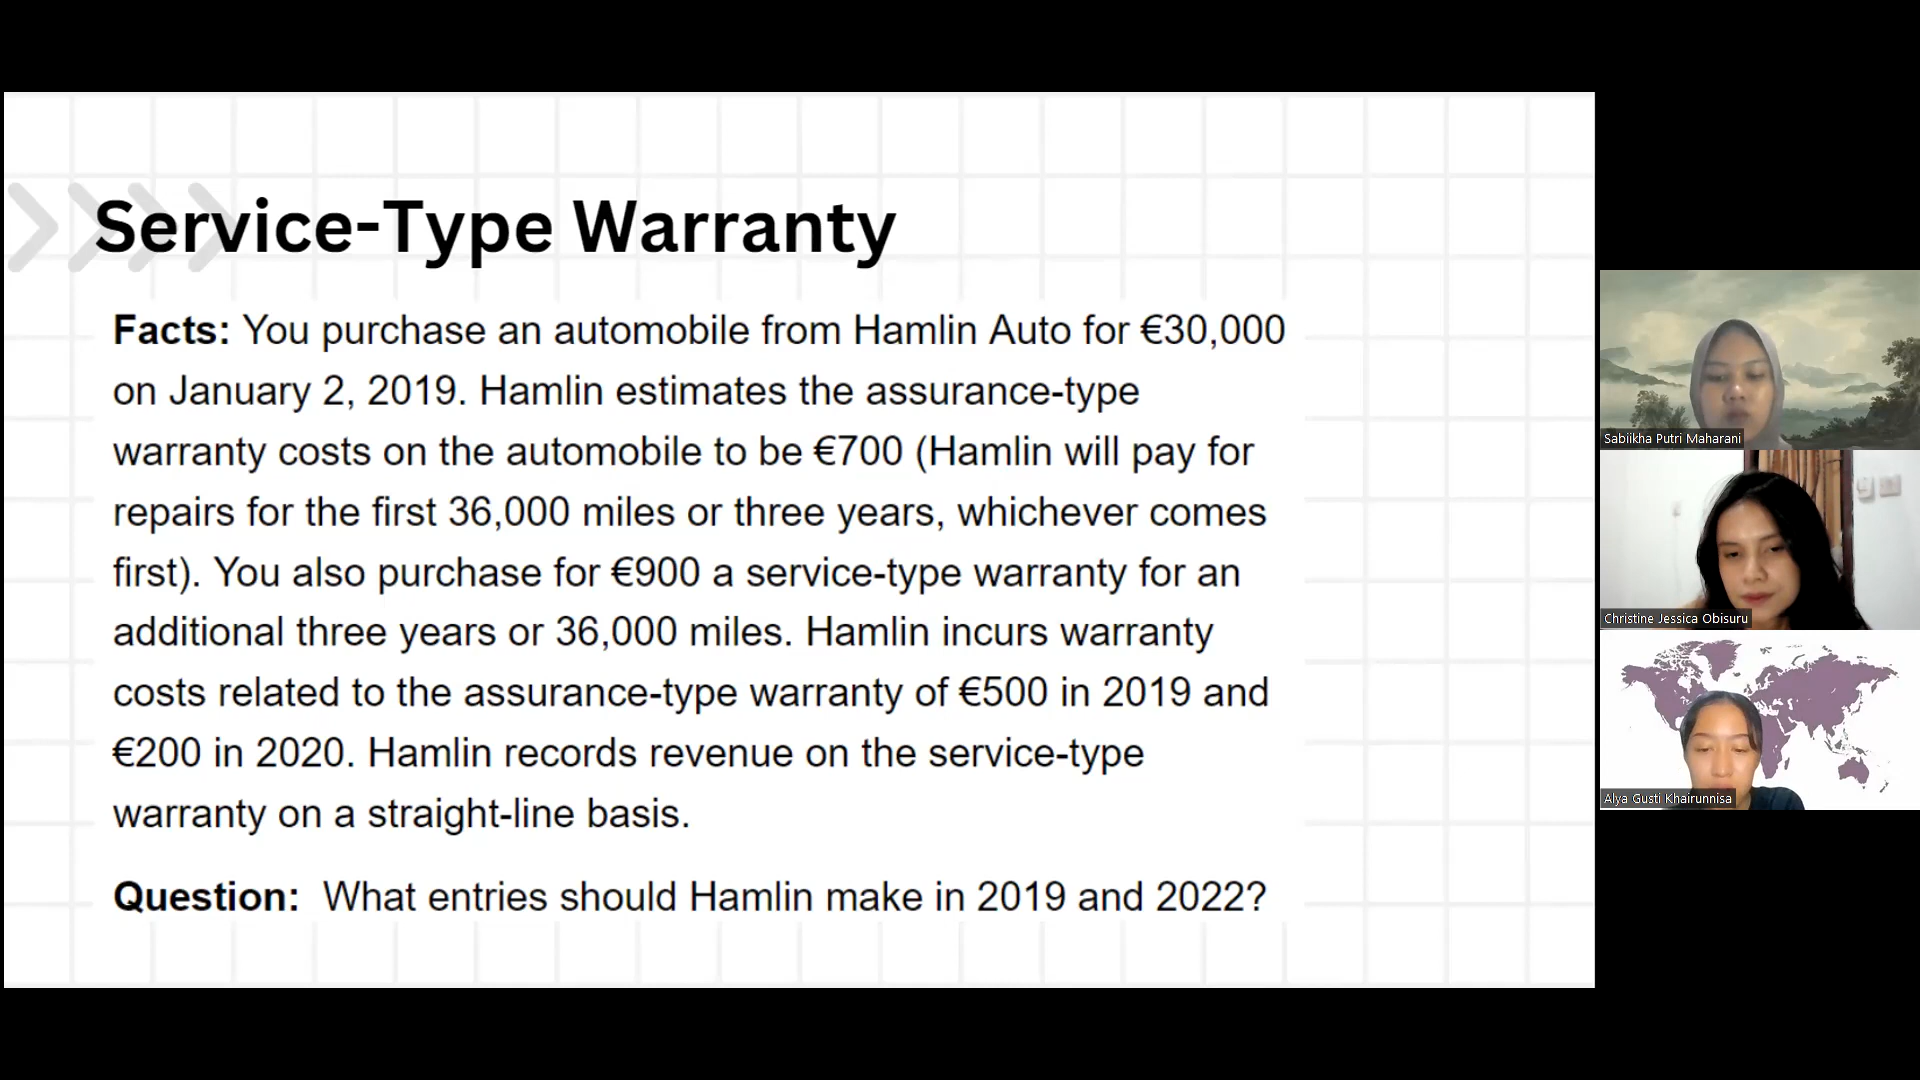 Service-Type Warranty
Facts: You purchase an automobile from Hamlin Auto for €30,000
on January 2, 2019. Hamlin estimates the assurance-type
warranty costs on the automobile to be €700 (Hamlin will pay for
repairs for the first 36,000 miles or three years, whichever comes
first). You also purchase for €900 a service-type warranty for an
additional three years or 36,000 miles. Hamlin incurs warranty
costs related to the assurance-type warranty of €500 in 2019 and
€200 in 2020. Hamlin records revenue on the service-type
warranty on a straight-line basis.
Question: What entries should Hamlin make in 2019 and 2022?
Sabiikha Putri Maharani
Christine Jessica Obisuru
Alya Gusti Khairunnisa